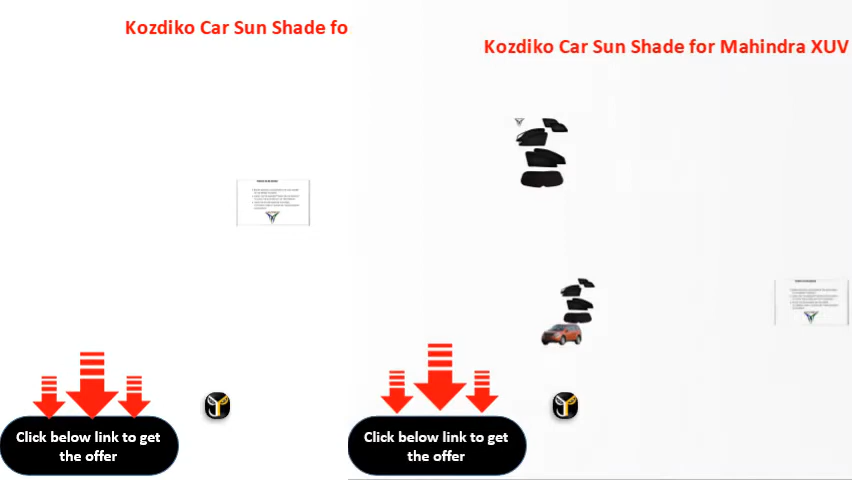 Kozdiko Car Sun Shade fo
Kozdiko Car Sun Shade for Mahindra XUV
Click below link to get
the offer
Click below link to get
the offer